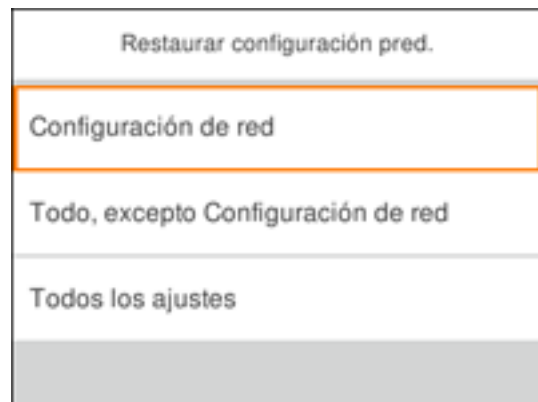 Restaurar configuración pred.
Configuración de red
Todo, excepto Configuración de red
Todos los ajustes